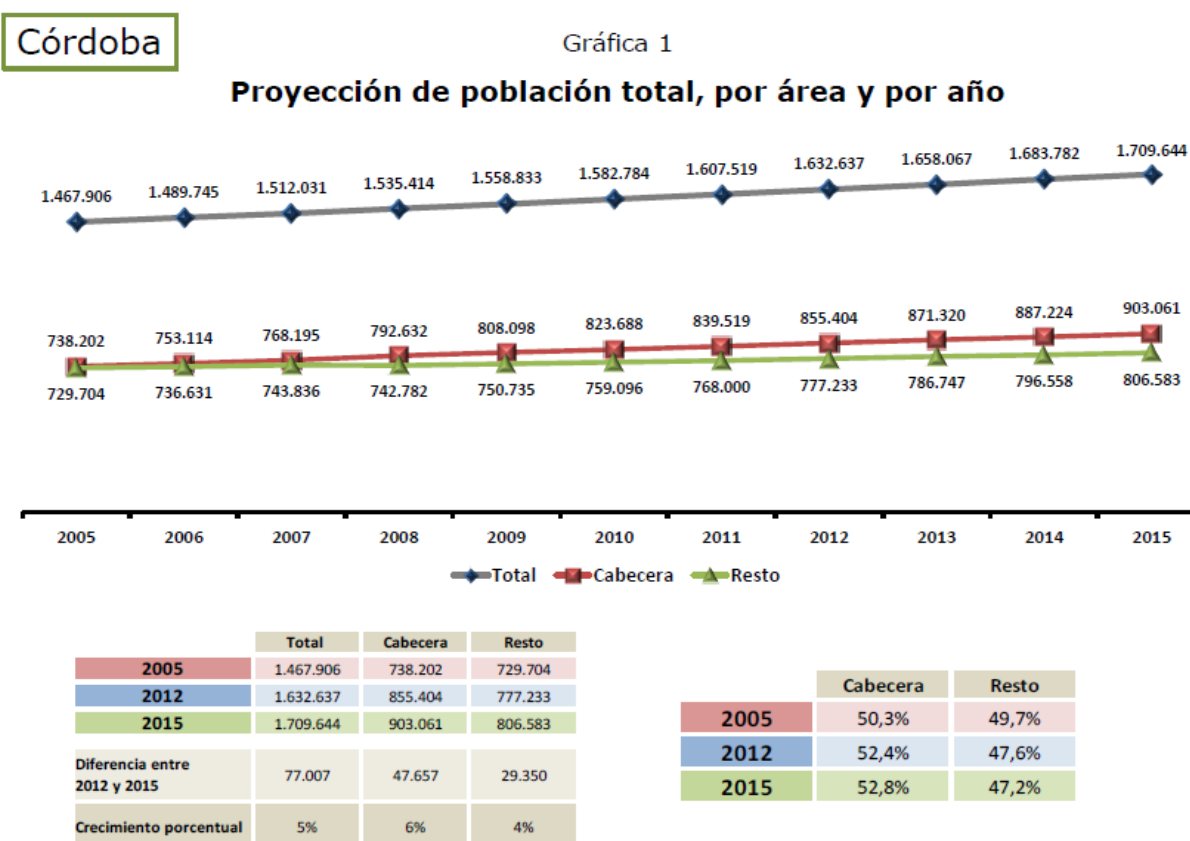 Córdoba
Gráfica 1
Proyección de población total, por área y por año
1.467.906 1.489.745 1.512.031 1.535.414 1.558.833 1.582.784 1.607.519 1.632.637 1.658.067 1.683.782 1.709.644
738.202 753.114 768.195 792.632 808.098 823.688 839.519 855.404 871.320 887.224 903.061
729.704 736.631 743.836 742.782 750.735 759.096 768.000 777.233 786.747 796.558 806.583
2005 2006 2007 2008 2009 2010 2011 2012 2013 2014 2015
Total Cabecera Resto
Total Cabecera Resto
2005 1.467.906 738.202 729.704
2012 1.632.637 855.404 777.233
2015 1.709.644 903.061 806.583
Diferencia entre
2012 y 2015 77.007 47.657 29.350
Crecimiento porcentual 5% 6% 4%
Cabecera Resto
2005 50,3% 49,7%
2012 52,4% 47,6%
2015 52,8% 47,2%